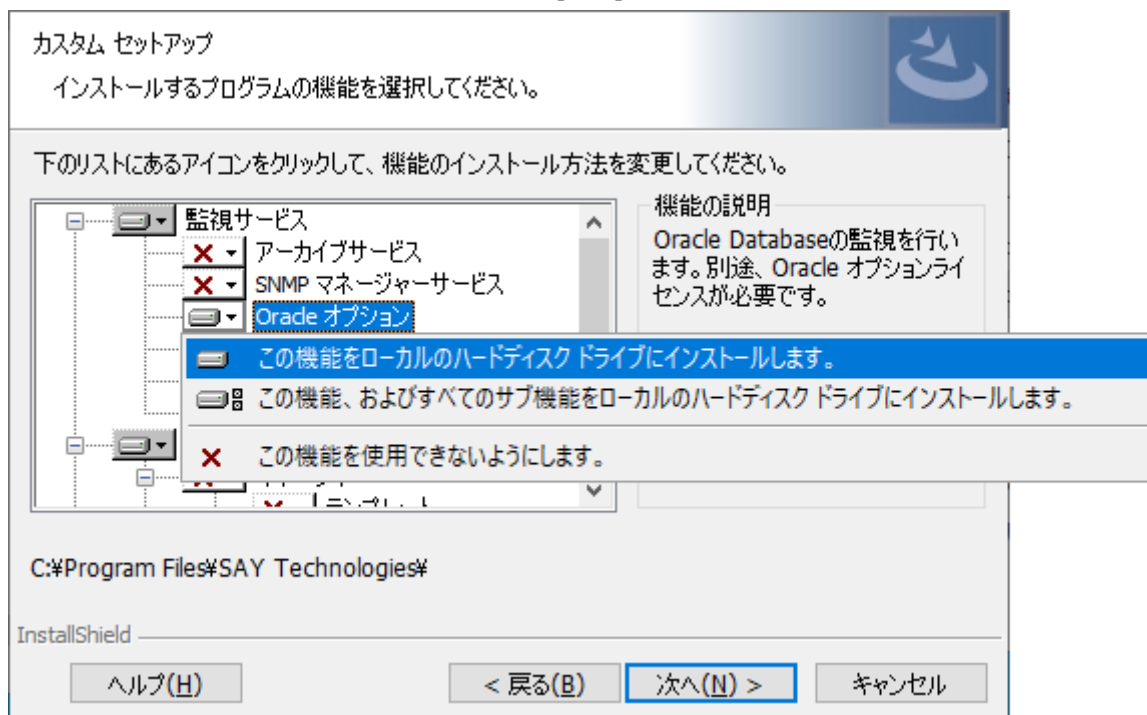 カスタム セットアップ
インストールするプログラムの機能を選択してください。
下のリストにあるアイコンをクリックして、機能のインストール方法を変更してください。
監視サービス
アーカイブサービス
SNMP マネージャーサービス
Oracle オプション
機能の説明
Oracle Databaseの監視を行い
ます。別途、Oracle オプションライ
センスが必要です。
この機能をローカルのハードディスク ドライブにインストールします。
この機能、およびすべてのサブ機能をローカルのハードディスク ドライブにインストールします。
この機能を使用できないようにします。
C:¥Program Files¥SAY Technologies¥
InstallShield
ヘルプ(H)
< 戻る(B)
次へ(N) >
キャンセル